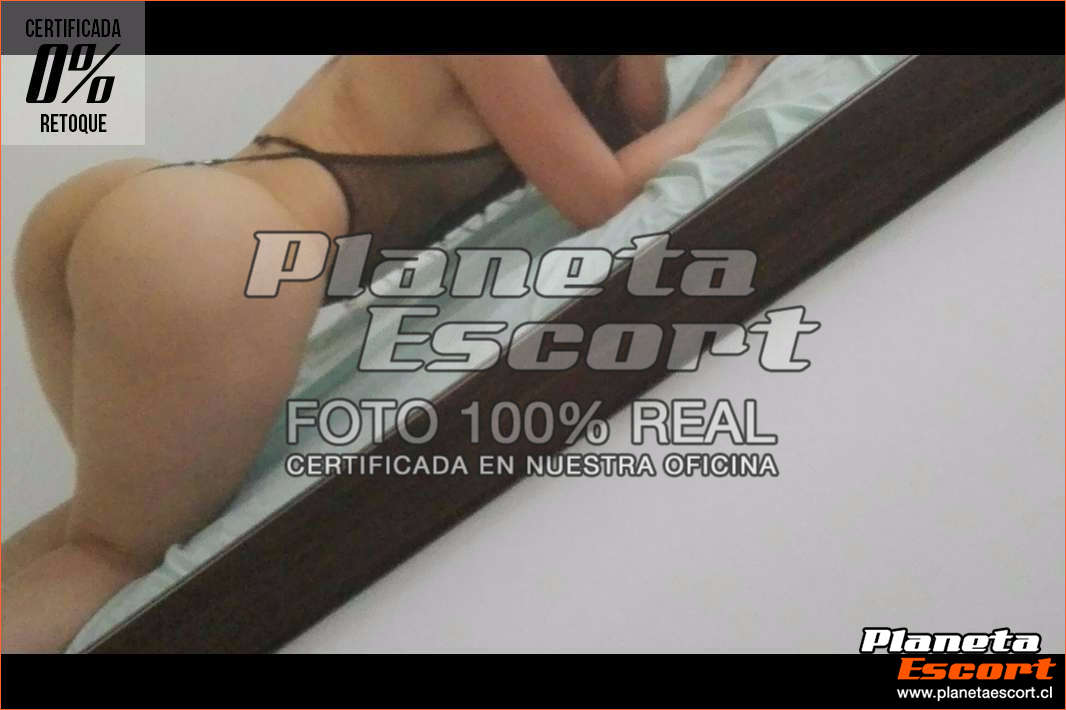 CERTIFICADA
0%
RETOQUE
Planeta
Escort
FOTO 100% REAL
CERTIFICADA EN NUESTRA OFICINA
Planeta
Escort
www.planetaescort.cl